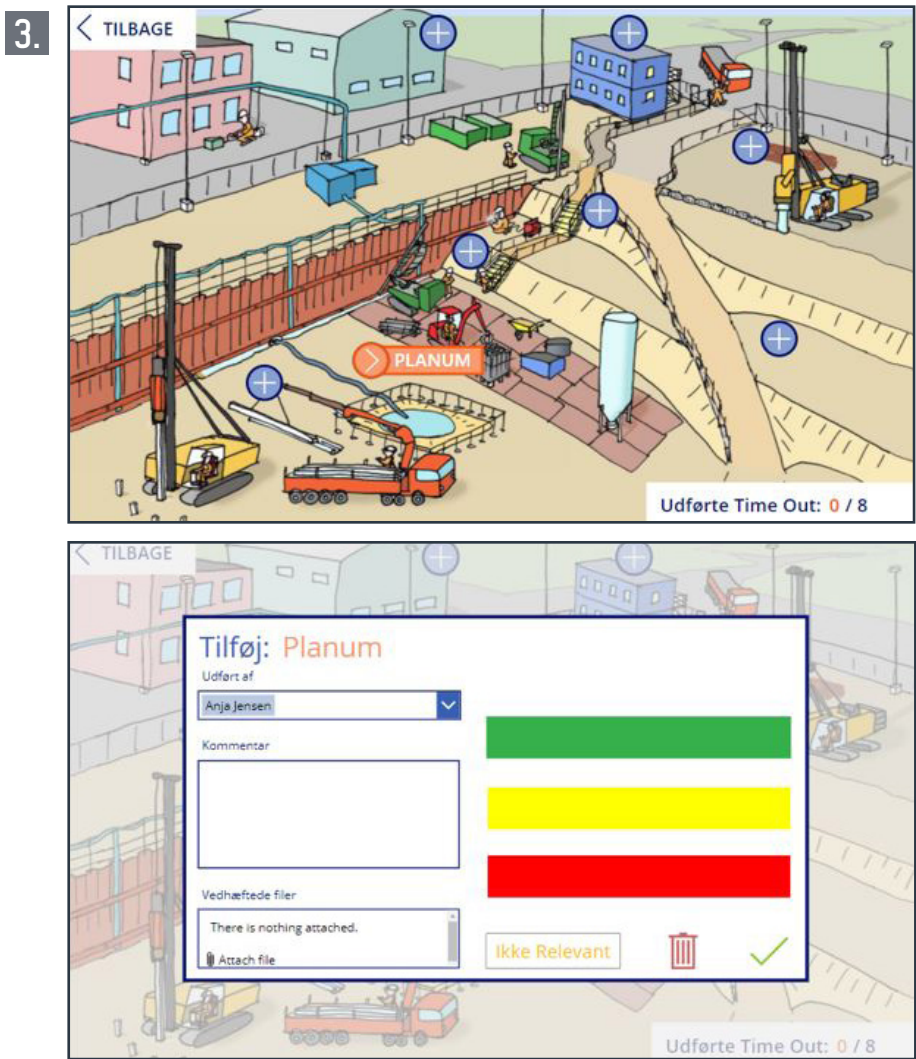 3.
TILBAGE
PLANUM
Udførte Time Out: 0 / 8
TILBAGE
Tilføj: Planum
Udført af
Anja Jensen
Kommentar
Vedhæftede filer
There is nothing attached.
Attach file
Ikke Relevant
Udførte Time Out: 0 / 8